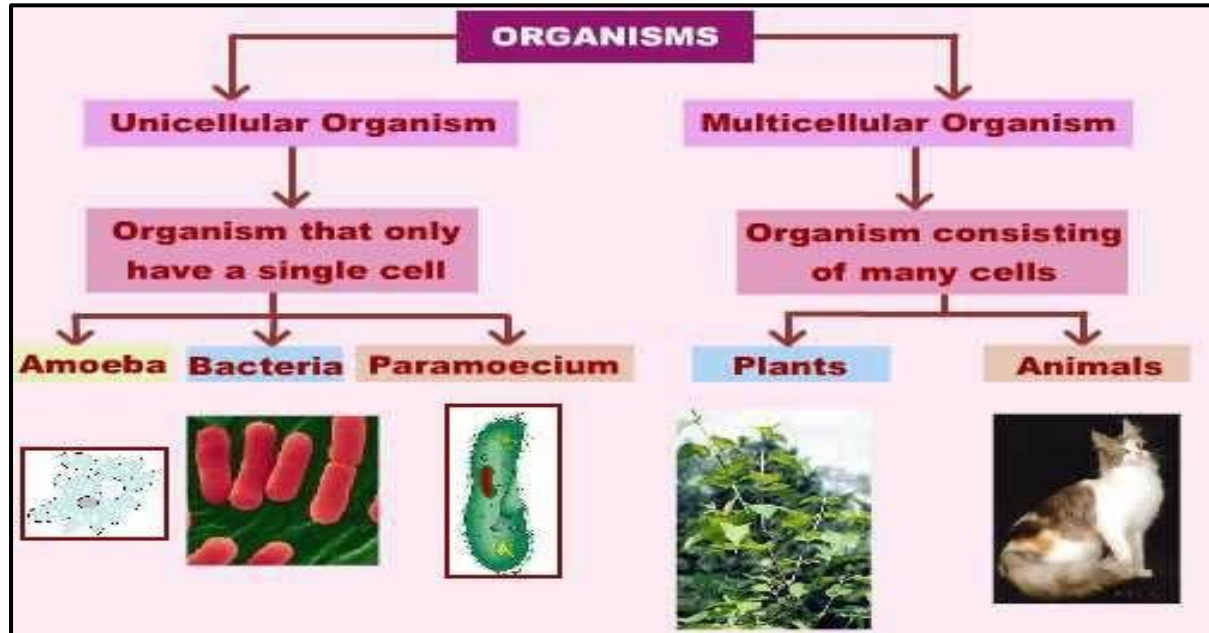 ORGANISMS
Unicellular Organism
Multicellular Organism
Organism that only
have a single cell
Organism consisting
of many cells
Amoeba
Bacteria
Paramoecium
Plants
Animals